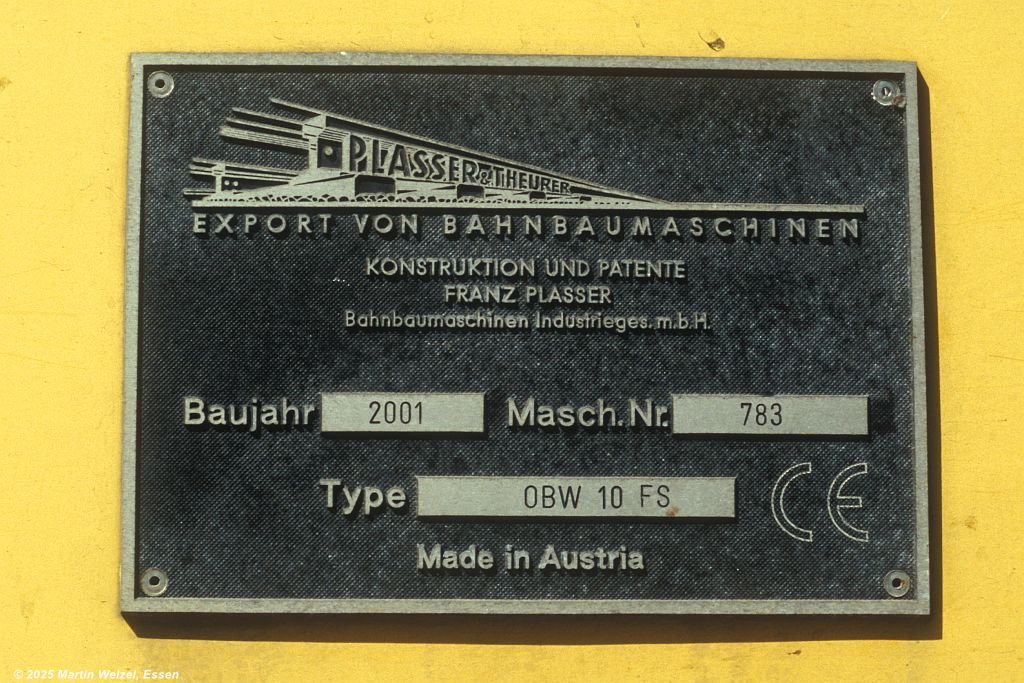 PLASSER & THEURER
EXPORT VON BAHNBAUMASCHINEN
KONSTRUKTION UND PATENTE
FRANZ PLASSER
Bahnbaumaschinen Industrieges. m.b.H.
Baujahr 2001 Masch. Nr. 783
Type OBW 10 FS CE
Made in Austria
© 2025 Martin Welzel, Essen